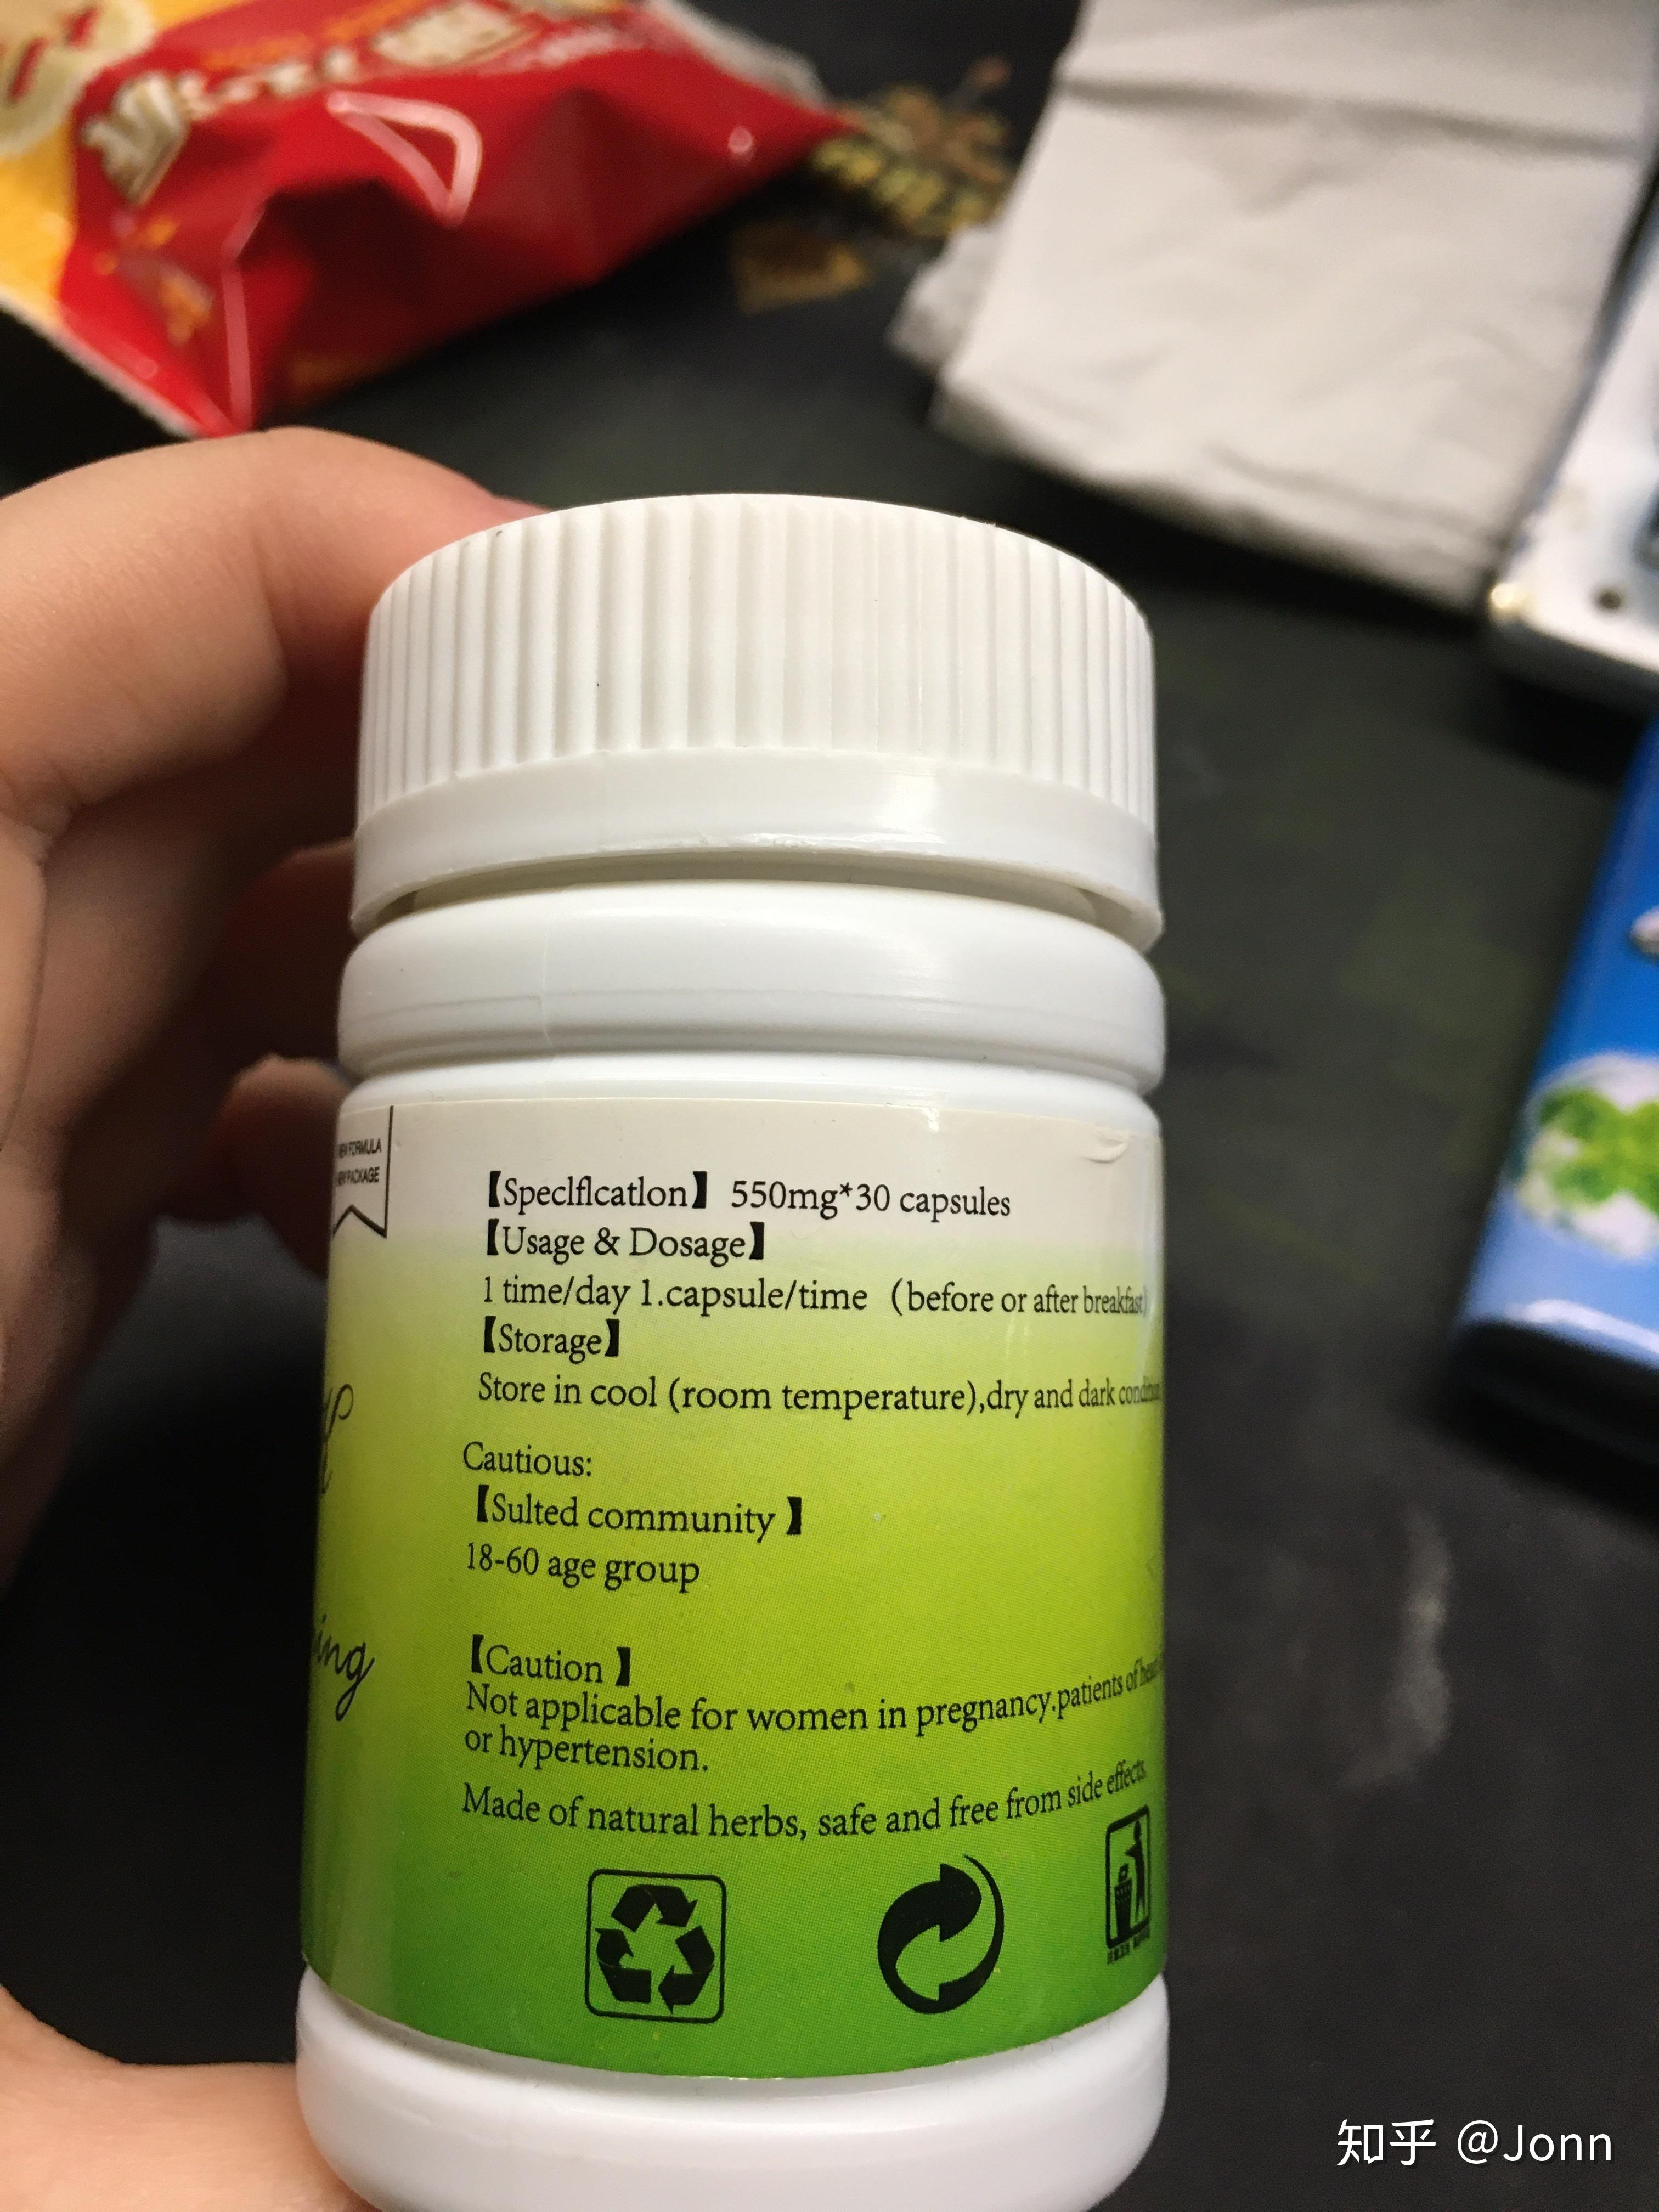 NEW FORMULA
NEW PACKAGE
【Speclflcatlon】 550mg*30 capsules
【Usage & Dosage】
1 time/day 1.capsule/time (before or after breakfast)
【Storage】
Store in cool (room temperature),dry and dark
Cautious:
【Sulted community 】
18-60 age group
ing
【Caution 】
Not applicable for women in pregnancy.patients of
or hypertension.
Made of natural herbs, safe and free from side effects.
知乎 @Jonn